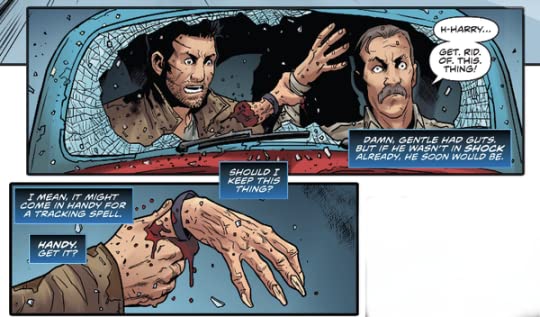 H-HARRY...
GET. RID.
OF. THIS.
THING!
DAMN. GENTLE HAD GUTS.
BUT IF HE WASN'T IN SHOCK
ALREADY, HE SOON WOULD BE.
SHOULD I
KEEP THIS
THING?
I MEAN, IT MIGHT
COME IN HANDY FOR
A TRACKING SPELL.
HANDY.
GET IT?